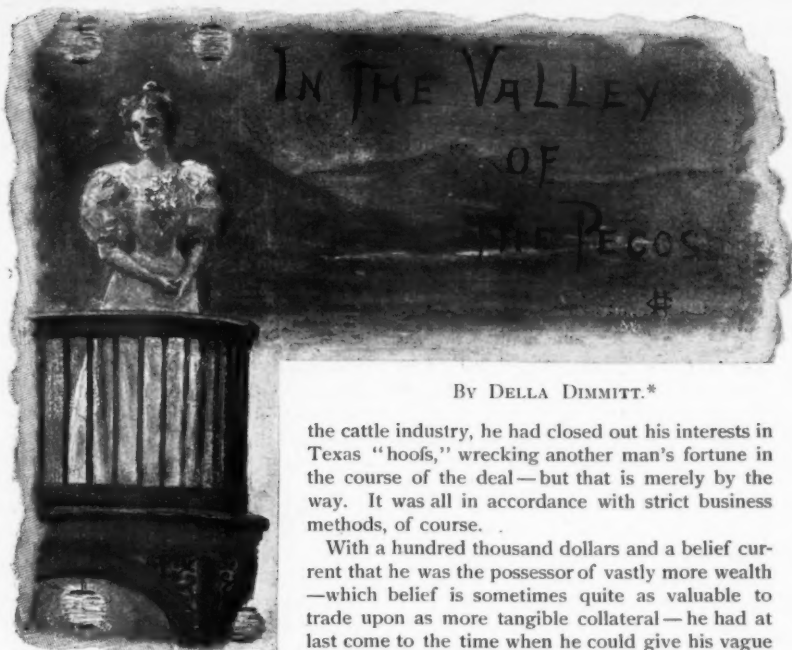 IN THE VALLEY
OF
THE PECOS
BY DELLA DIMMITT.*
the cattle industry, he had closed out his interests in
Texas "hoofs," wrecking another man's fortune in
the course of the deal — but that is merely by the
way. It was all in accordance with strict business
methods, of course.
With a hundred thousand dollars and a belief cur-
rent that he was the possessor of vastly more wealth
—which belief is sometimes quite as valuable to
trade upon as more tangible collateral — he had at
last come to the time when he could give his vague